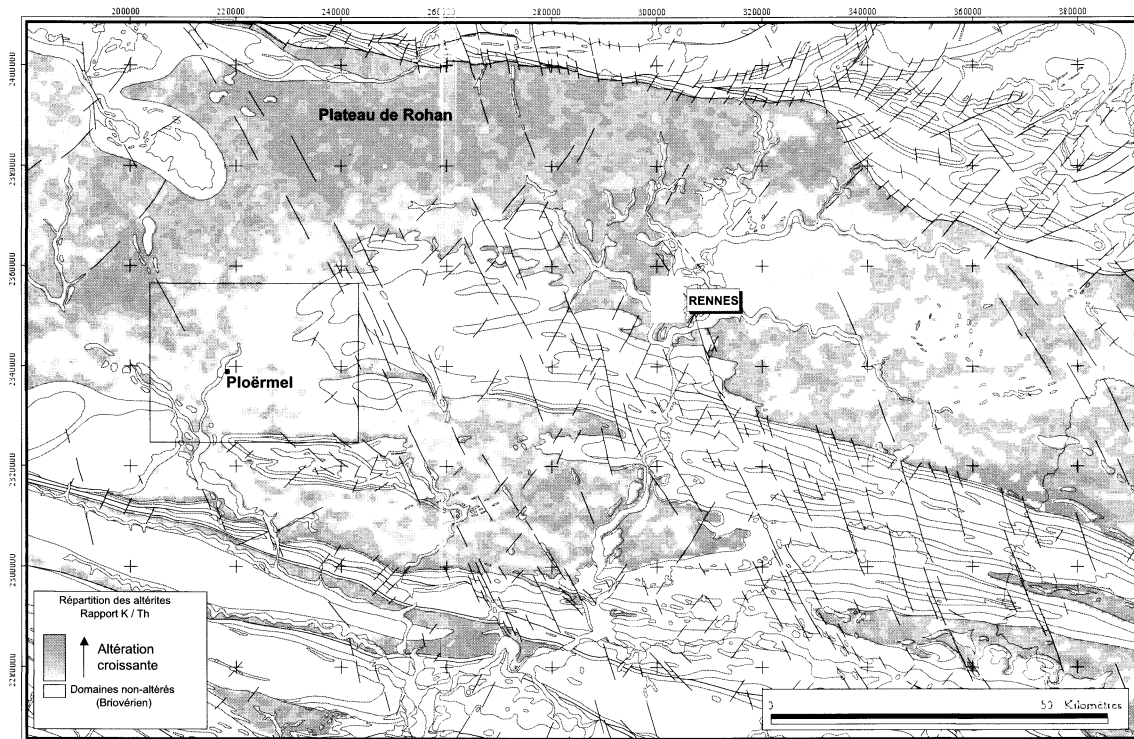 200000 220000 240000 260000 280000 300000 320000 340000 360000 380000
2400000
Plateau de Rohan
2380000
2360000
RENNES
2340000
Ploërmel
2320000
2300000
2280000
Répartition des altérites
Rapport K / Th
Altération
croissante
Domaines non-altérés
(Briovérien)
0 50 Kilomètres